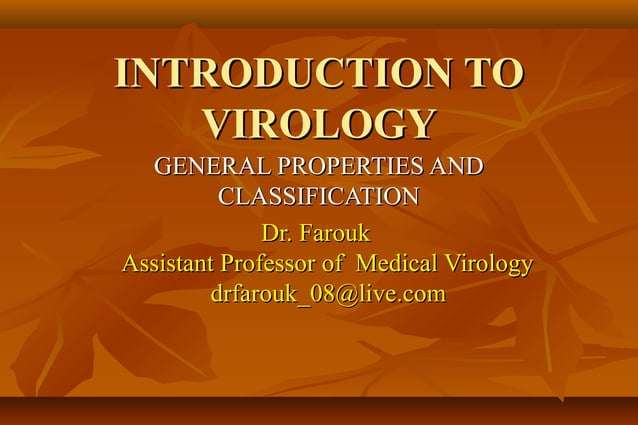 INTRODUCTION TO
VIROLOGY
GENERAL PROPERTIES AND
CLASSIFICATION
Dr. Farouk
Assistant Professor of Medical Virology
drfarouk_08@live.com